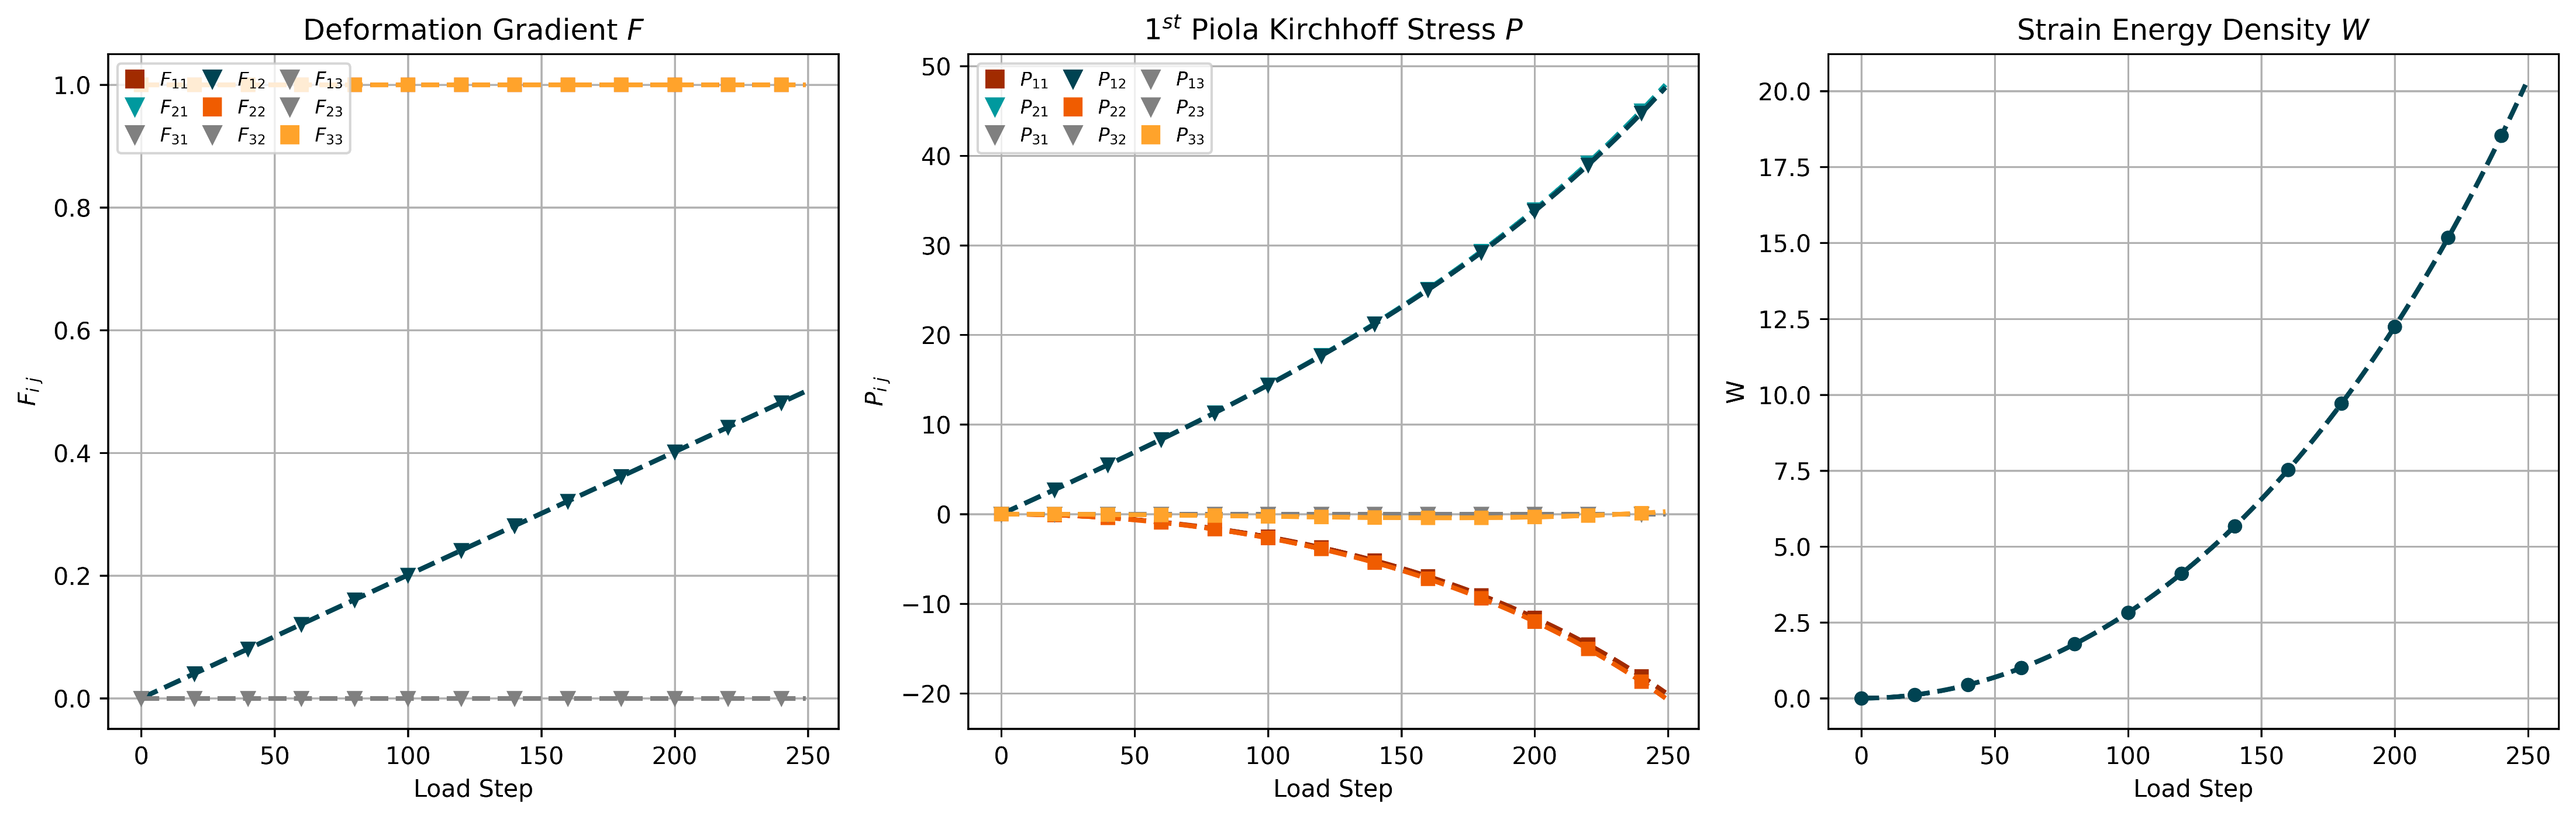 Deformation Gradient F
F₁₁ F₁₂ F₁₃
F₂₁ F₂₂ F₂₃
F₃₁ F₃₂ F₃₃
1.0
0.8
0.6
0.4
0.2
0.0
F_{i j}
0 50 100 150 200 250
Load Step
1ˢᵗ Piola Kirchhoff Stress P
P₁₁ P₁₂ P₁₃
P₂₁ P₂₂ P₂₃
P₃₁ P₃₂ P₃₃
50
40
30
20
10
0
−10
−20
P_{i j}
0 50 100 150 200 250
Load Step
Strain Energy Density W
20.0
17.5
15.0
12.5
10.0
7.5
5.0
2.5
0.0
W
0 50 100 150 200 250
Load Step